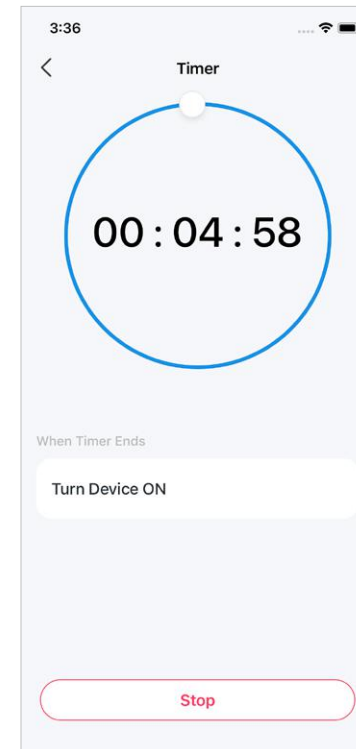 3:36
Timer
00 : 04 : 58
When Timer Ends
Turn Device ON
Stop